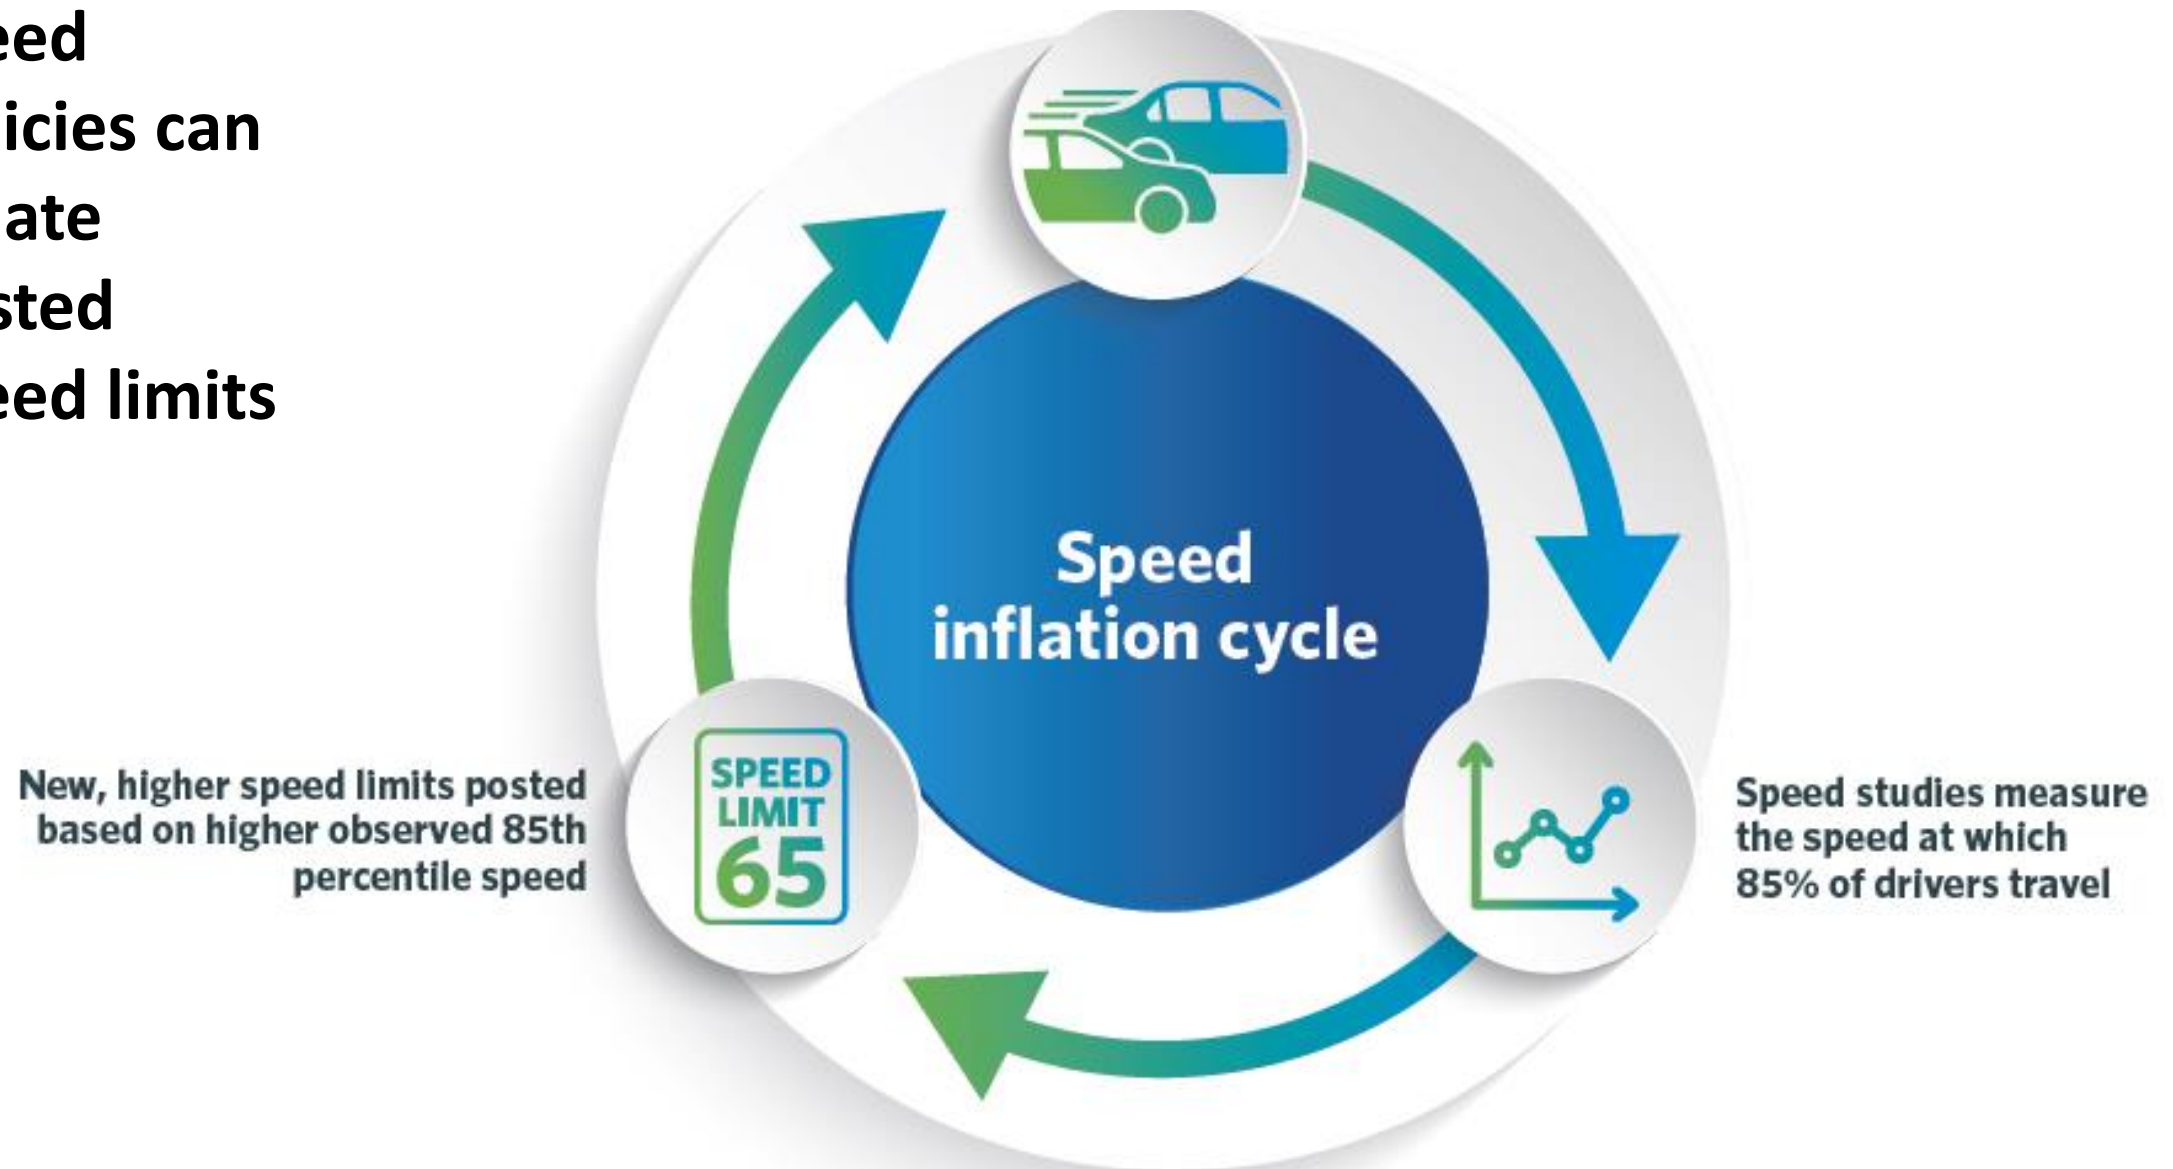 eed
icies can
ate
sted
eed limits
Speed
inflation cycle
New, higher speed limits posted
based on higher observed 85th
percentile speed
SPEED
LIMIT
65
Speed studies measure
the speed at which
85% of drivers travel